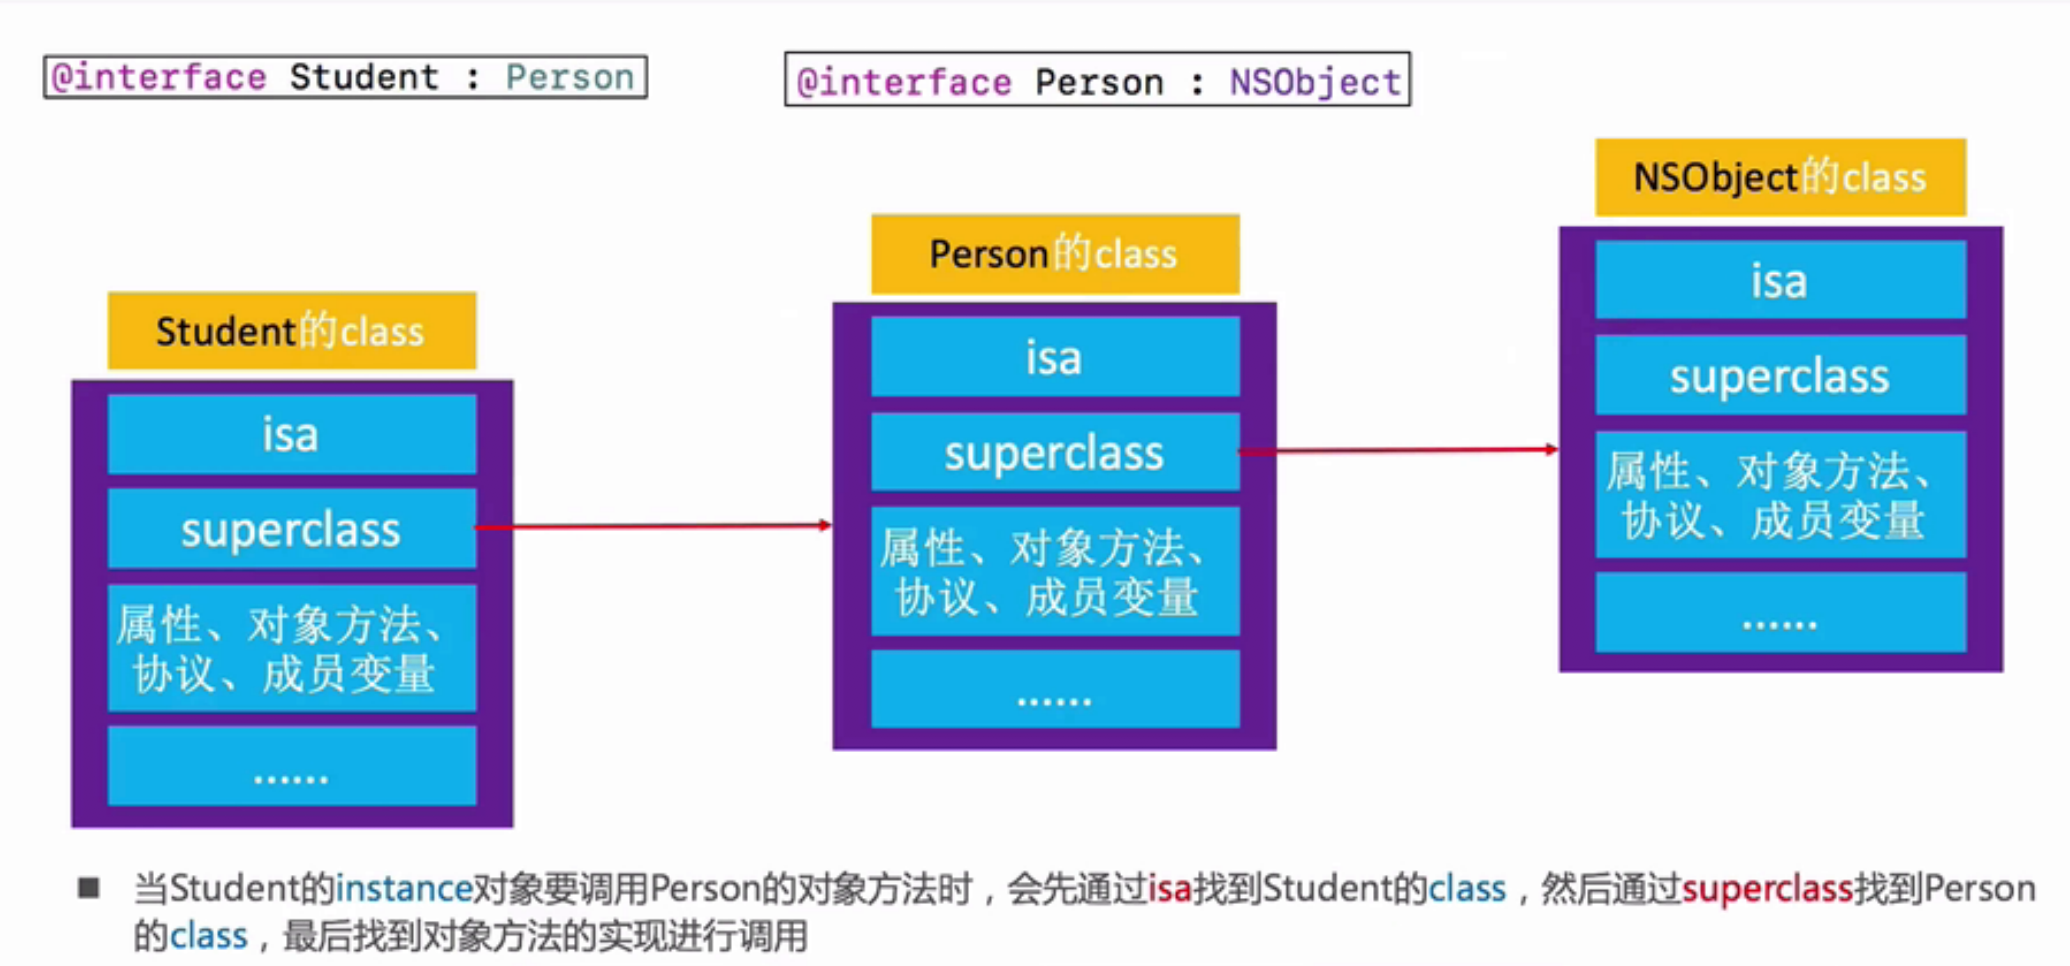 @interface Student : Person
@interface Person : NSObject
Student的class
isa
superclass
属性、对象方法、
协议、成员变量
......
Person的class
isa
superclass
属性、对象方法、
协议、成员变量
......
NSObject的class
isa
superclass
属性、对象方法、
协议、成员变量
......
■ 当Student的instance对象要调用Person的对象方法时，会先通过isa找到Student的class，然后通过superclass找到Person
的class，最后找到对象方法的实现进行调用